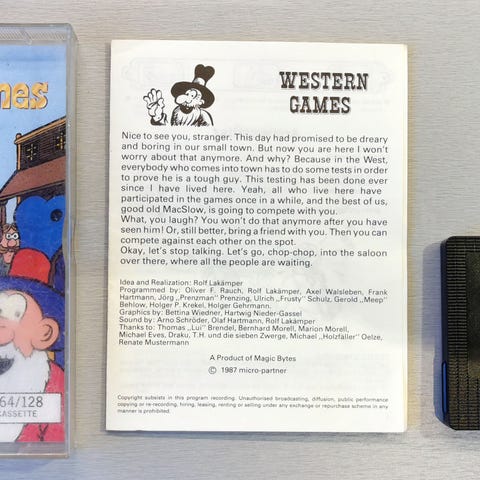 WESTERN
GAMES
Nice to see you, stranger. This day had promised to be dreary
and boring in our small town. But now you are here I won't
worry about that anymore. And why? Because in the West,
everybody who comes into town has to do some tests in order
to prove he is a tough guy. This testing has been done ever
since I have lived here. Yeah, all who live here have
participated in the games once in a while, and the best of us,
good old MacSlow, is going to compete with you.
What, you laugh? You won't do that anymore after you have
seen him! Or, still better, bring a friend with you. Then you can
compete against each other on the spot.
Okay, let's stop talking. Let's go, chop-chop, into the saloon
over there, where all the people are waiting.
Idea and Realization: Rolf Lakämper
Programmed by: Oliver F. Rauch, Rolf Lakämper, Axel Walsleben, Frank
Hartmann, Jörg „Prenzman" Prenzing, Ulrich „Frusty" Schulz, Gerold „Meep"
Behlow, Holger P. Krekel, Holger Gehrmann.
Graphics by: Bettina Wiedner, Hartwig Nieder-Gassel
Sound by: Arno Schröder, Olaf Hartmann, Rolf Lakämper
Thanks to: Thomas „Lui" Brendel, Bernhard Morell, Marion Morell,
Michael Eves, Draku, T.H. und die sieben Zwerge, Michael „Holzfäller" Oelze,
Renate Mustermann
A Product of Magic Bytes
© 1987 micro-partner
Copyright subsists in this program recording. Unauthorised broadcasting, diffusion, public performance
copying or re-recording, hiring, leasing, renting or selling under any exchange or repurchase scheme in any
manner is prohibited.
mes
64/128
CASSETTE